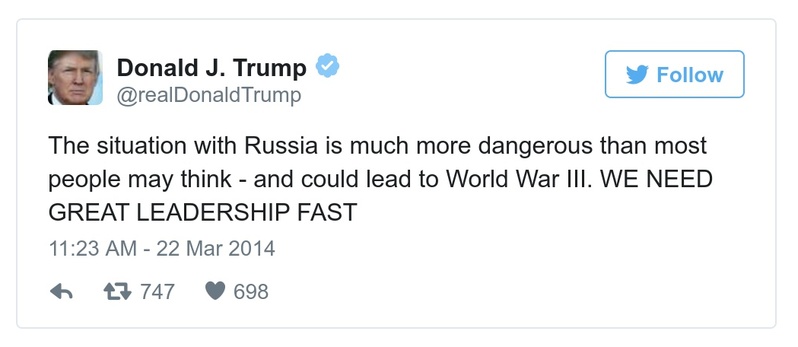 Donald J. Trump
@realDonaldTrump
Follow
The situation with Russia is much more dangerous than most
people may think - and could lead to World War III. WE NEED
GREAT LEADERSHIP FAST
11:23 AM - 22 Mar 2014
747 698